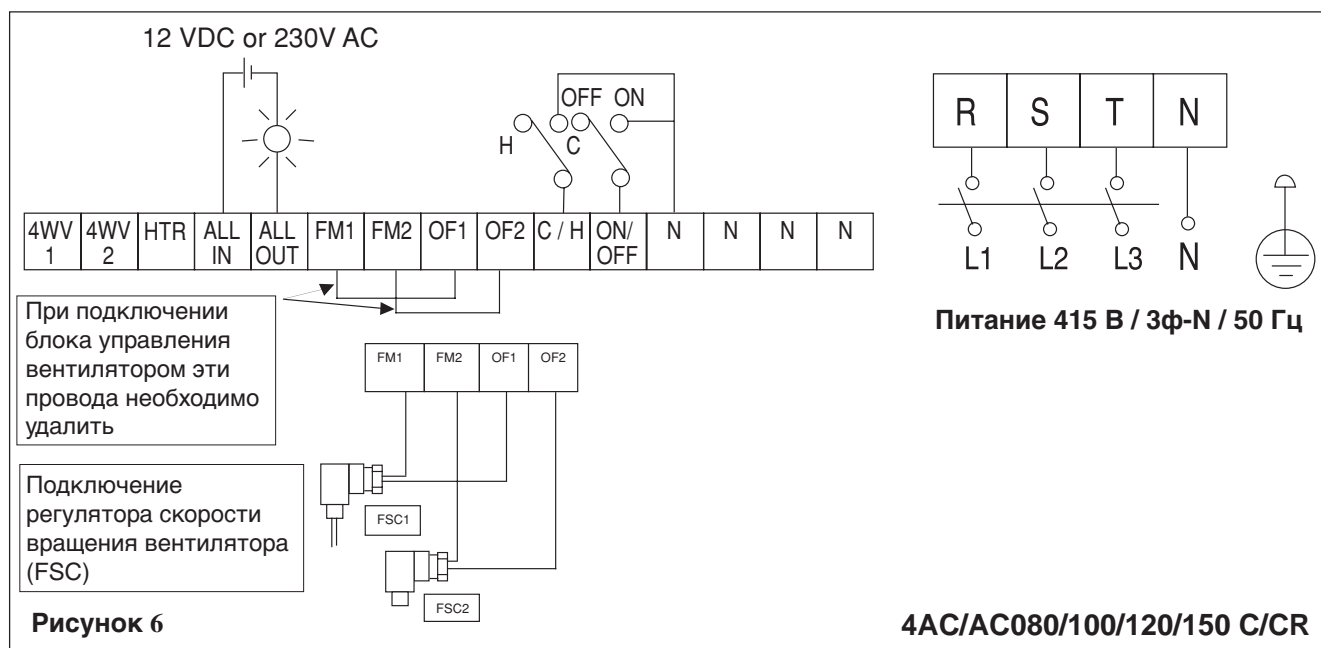 12 VDC or 230V AC
OFF ON
H
C
R S T N
4WV 1
4WV 2
HTR
ALL IN
ALL OUT
FM1
FM2
OF1
OF2
C / H
ON/ OFF
N
N
N
N
L1 L2 L3 N
Питание 415 В / 3ф-N / 50 Гц
При подключении
блока управления
вентилятором эти
провода необходимо
удалить
FM1 FM2 OF1 OF2
Подключение
регулятора скорости
вращения вентилятора
(FSC)
FSC1
FSC2
Рисунок 6
4AC/AC080/100/120/150 C/CR